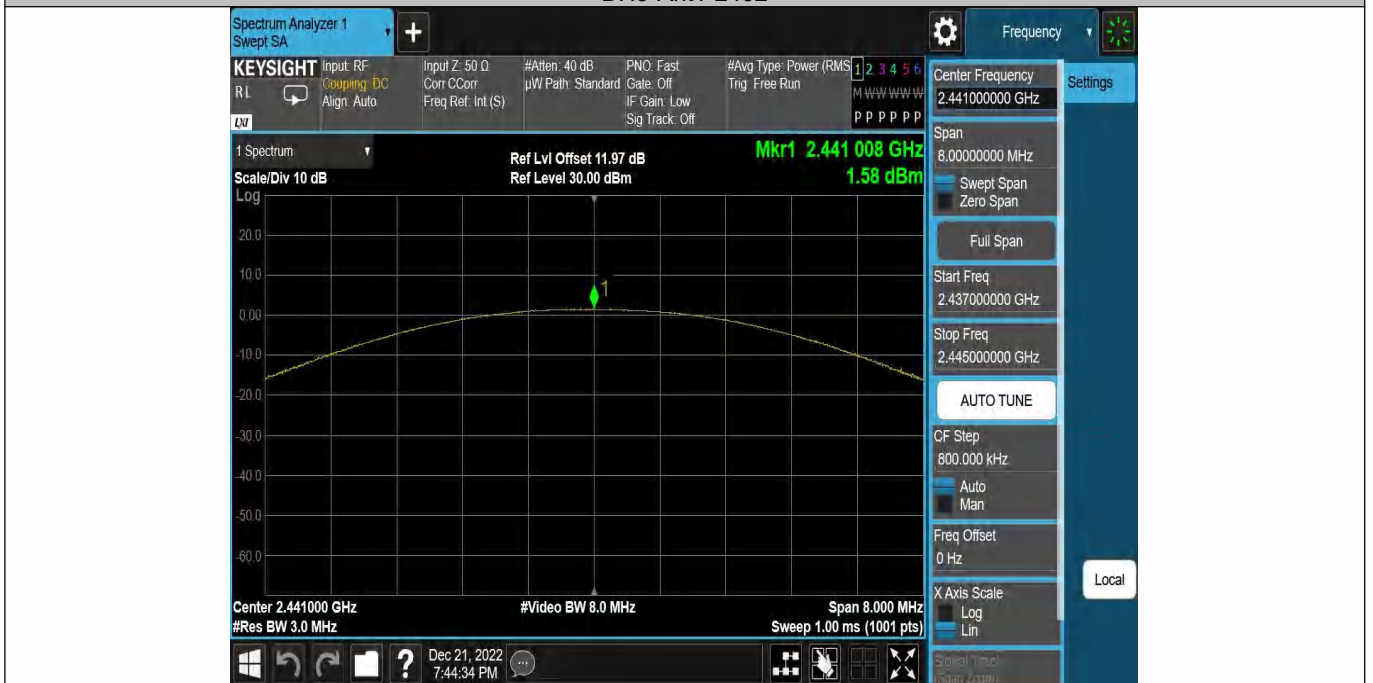 Spectrum Analyzer 1
Swept SA
+
Frequency
KEYSIGHT Input: RF
RL
Coupling: DC
Align: Auto
LXI
Input Z: 50 Ω
Corr CCorr
Freq Ref: Int (S)
#Atten: 40 dB
µW Path: Standard
PNO: Fast
Gate: Off
IF Gain: Low
Sig Track: Off
#Avg Type: Power (RMS
Trig: Free Run
1 2 3 4 5 6
M W W W W W
P P P P P P
1 Spectrum
Scale/Div 10 dB
Log
Ref Lvl Offset 11.97 dB
Ref Level 30.00 dBm
Mkr1 2.441 008 GHz
1.58 dBm
20.0
10.0
0.00
-10.0
-20.0
-30.0
-40.0
-50.0
-60.0
1
Center 2.441000 GHz
#Res BW 3.0 MHz
#Video BW 8.0 MHz
Span 8.000 MHz
Sweep 1.00 ms (1001 pts)
Center Frequency
2.441000000 GHz
Settings
Span
8.00000000 MHz
Swept Span
Zero Span
Full Span
Start Freq
2.437000000 GHz
Stop Freq
2.445000000 GHz
AUTO TUNE
CF Step
800.000 kHz
Auto
Man
Freq Offset
0 Hz
X Axis Scale
Log
Lin
Signal Track
(Span Zoom)
Local
?
Dec 21, 2022
7:44:34 PM